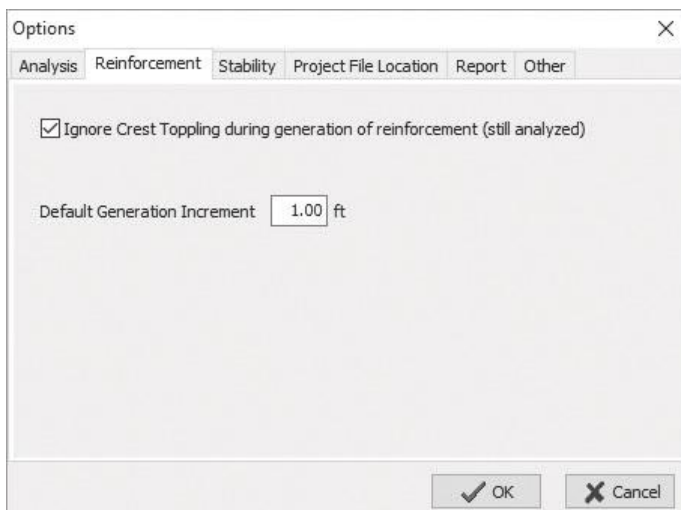 Options
Analysis Reinforcement Stability Project File Location Report Other
Ignore Crest Toppling during generation of reinforcement (still analyzed)
Default Generation Increment 1.00 ft
OK Cancel